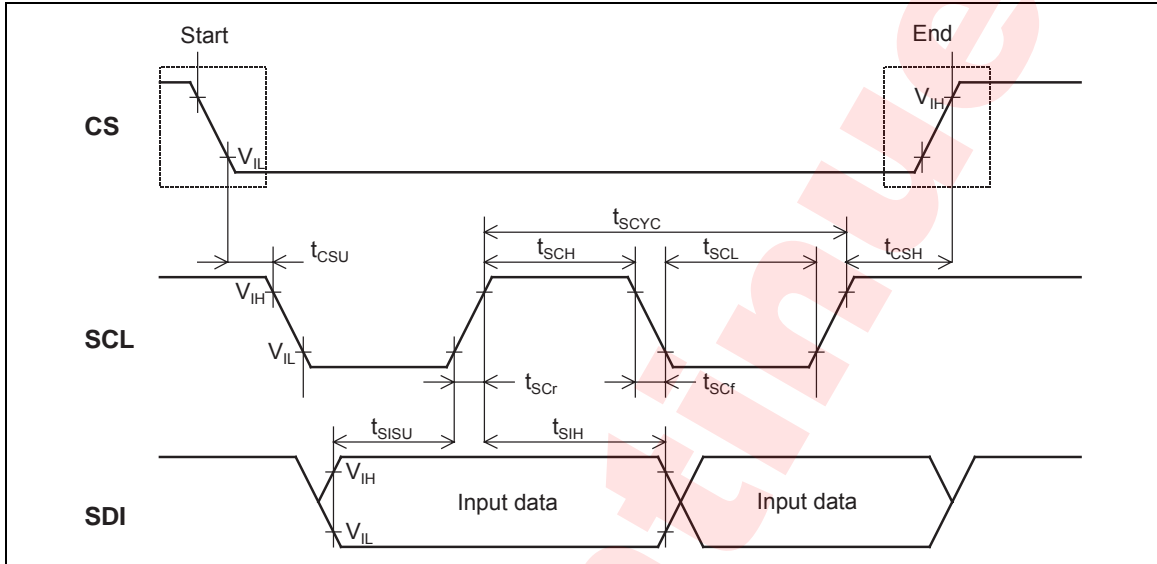 Start
End
CS
V_IL
V_IH
t_SCYC
t_CSU
t_SCH
t_SCL
t_CSH
SCL
V_IH
V_IL
t_SCr
t_SCf
t_SISU
t_SIH
SDI
V_IH
V_IL
Input data
Input data